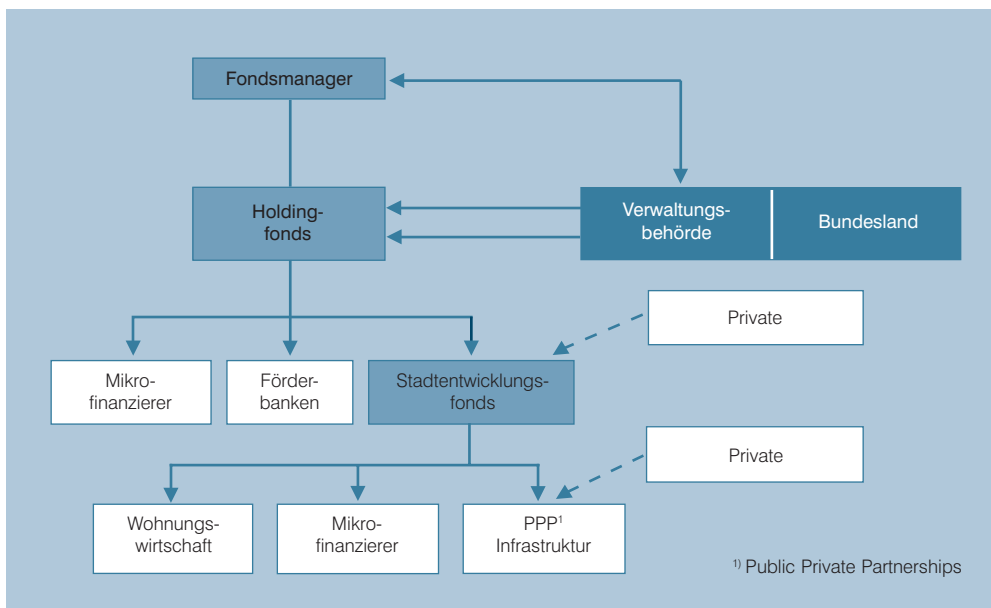 Fondsmanager
Holding-
fonds
Verwaltungs-
behörde
Bundesland
Private
Mikro-
finanzierer
Förder-
banken
Stadtentwicklungs-
fonds
Private
Wohnungs-
wirtschaft
Mikro-
finanzierer
PPP¹
Infrastruktur
¹⁾ Public Private Partnerships